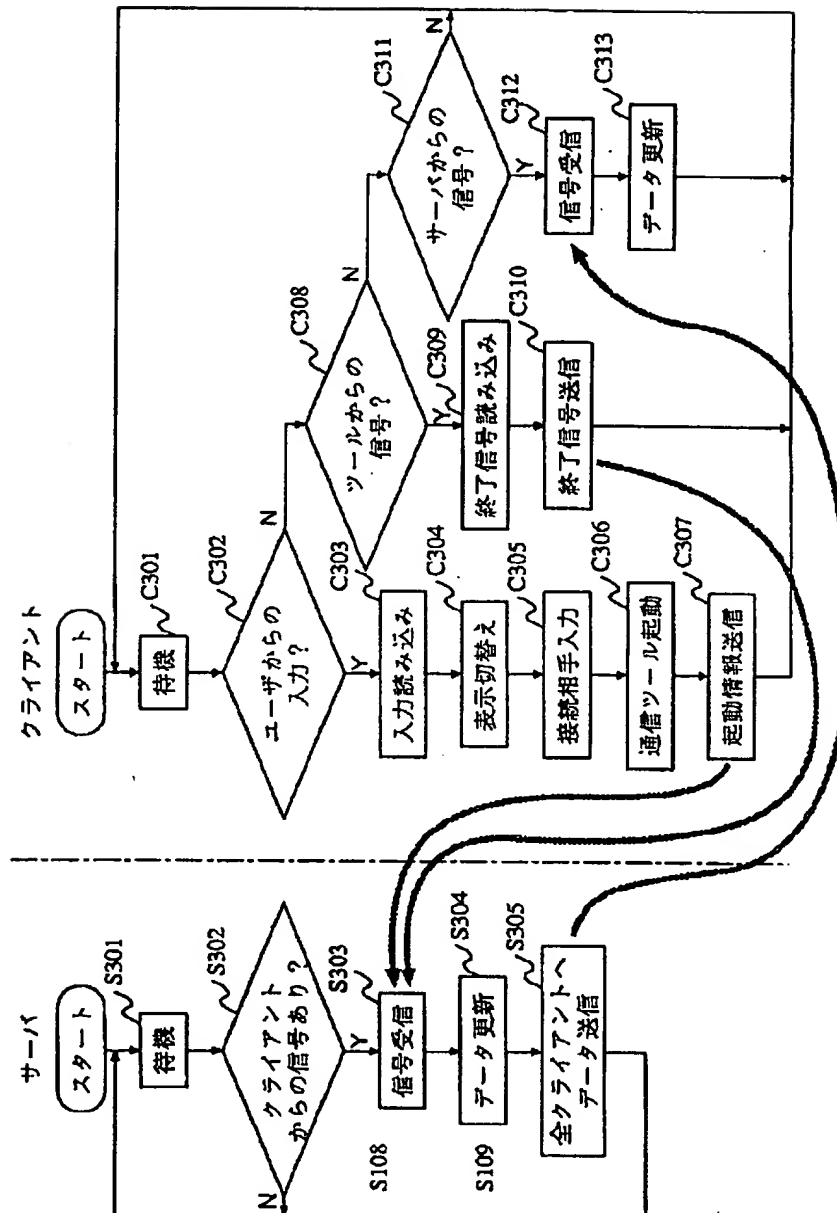 サーバ
スタート
S301
待機
S302
クライアント
からの信号あり?
N
Y
S303
信号受信
S108
S304
データ更新
S109
S305
全クライアントへ
データ送信
クライアント
スタート
C301
待機
C302
ユーザからの
入力?
N
Y
C303
入力読み込み
C304
表示切替え
C305
接続相手入力
C306
通信ツール起動
C307
起動情報送信
C308
ツールからの
信号?
N
Y
C309
終了信号読み込み
C310
終了信号送信
C311
サーバからの
信号?
N
Y
C312
信号受信
C313
データ更新